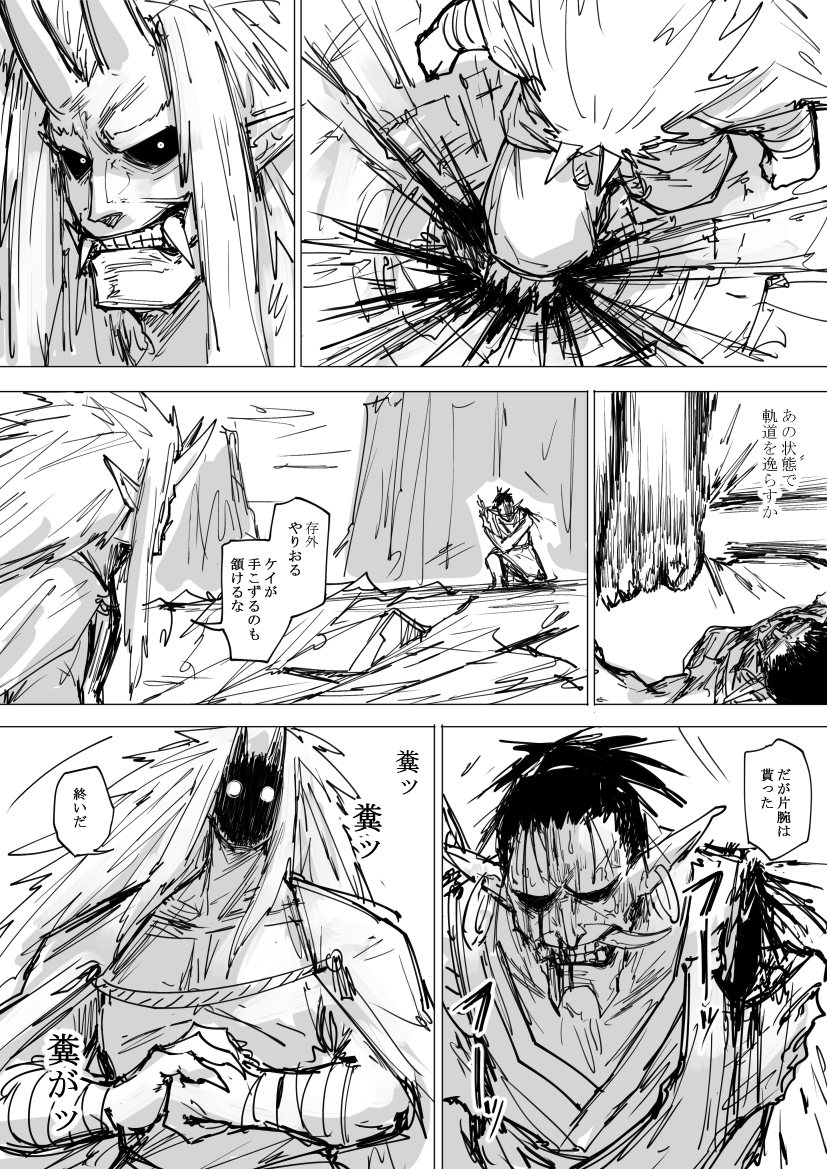 あの状態で
軌道を逸らすか
存外
やりおる
ケイが
手こずるのも
頷けるな
だが片腕は
貰った
フーッ
フーッ
糞ッ
糞ッ
終いだ
糞がッ